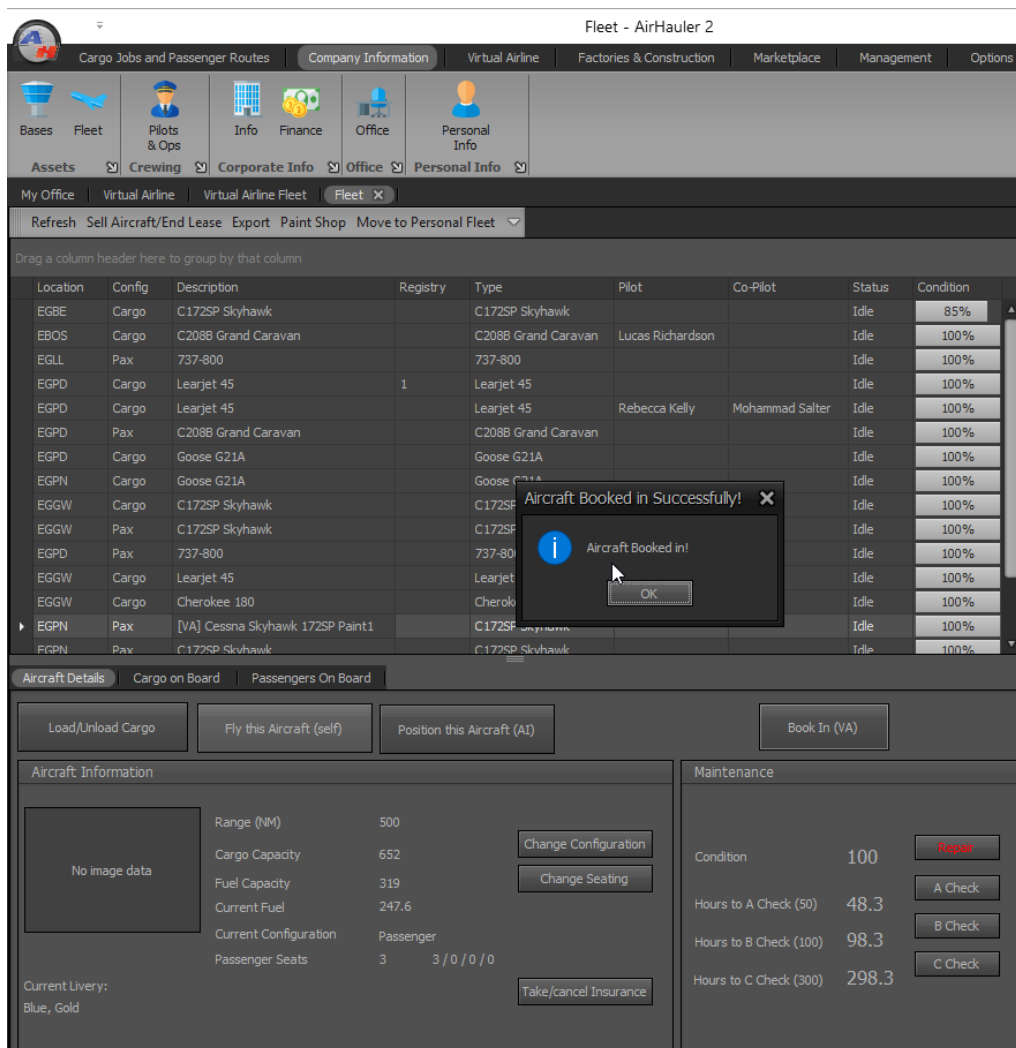 Fleet - AirHauler 2
Cargo Jobs and Passenger Routes Company Information Virtual Airline Factories & Construction Marketplace Management Options
Bases Fleet Pilots & Ops Info Finance Office Personal Info
Assets Crewing Corporate Info Office Personal Info
My Office Virtual Airline Virtual Airline Fleet Fleet X
Refresh Sell Aircraft/End Lease Export Paint Shop Move to Personal Fleet
Drag a column header here to group by that column
Location Config Description Registry Type Pilot Co-Pilot Status Condition
EGBE Cargo C172SP Skyhawk C172SP Skyhawk Idle 85%
EBOS Cargo C208B Grand Caravan C208B Grand Caravan Lucas Richardson Idle 100%
EGLL Pax 737-800 737-800 Idle 100%
EGPD Cargo Learjet 45 1 Learjet 45 Idle 100%
EGPD Cargo Learjet 45 Learjet 45 Rebecca Kelly Mohammad Salter Idle 100%
EGPD Pax C208B Grand Caravan C208B Grand Caravan Idle 100%
EGPD Cargo Goose G21A Goose G21A Idle 100%
EGPN Cargo Goose G21A Goose G21A Idle 100%
EGGW Cargo C172SP Skyhawk C172SP Idle 100%
EGGW Pax C172SP Skyhawk C172SP Idle 100%
EGPD Pax 737-800 737-80 Idle 100%
EGGW Cargo Learjet 45 Learjet Idle 100%
EGGW Cargo Cherokee 180 Cherok Idle 100%
EGPN Pax [VA] Cessna Skyhawk 172SP Paint1 C172SP Skyhawk Idle 100%
EGPN Pax C172SP Skyhawk C172SP Skyhawk Idle 100%
Aircraft Booked in Successfully!
Aircraft Booked in!
OK
Aircraft Details Cargo on Board Passengers On Board
Load/Unload Cargo Fly this Aircraft (self) Position this Aircraft (AI) Book In (VA)
Aircraft Information
No image data
Range (NM) 500
Cargo Capacity 652
Fuel Capacity 319
Current Fuel 247.6
Current Configuration Passenger
Passenger Seats 3 3 / 0 / 0 / 0
Change Configuration
Change Seating
Take/cancel Insurance
Current Livery:
Blue, Gold
Maintenance
Condition 100 Repair
Hours to A Check (50) 48.3 A Check
Hours to B Check (100) 98.3 B Check
Hours to C Check (300) 298.3 C Check